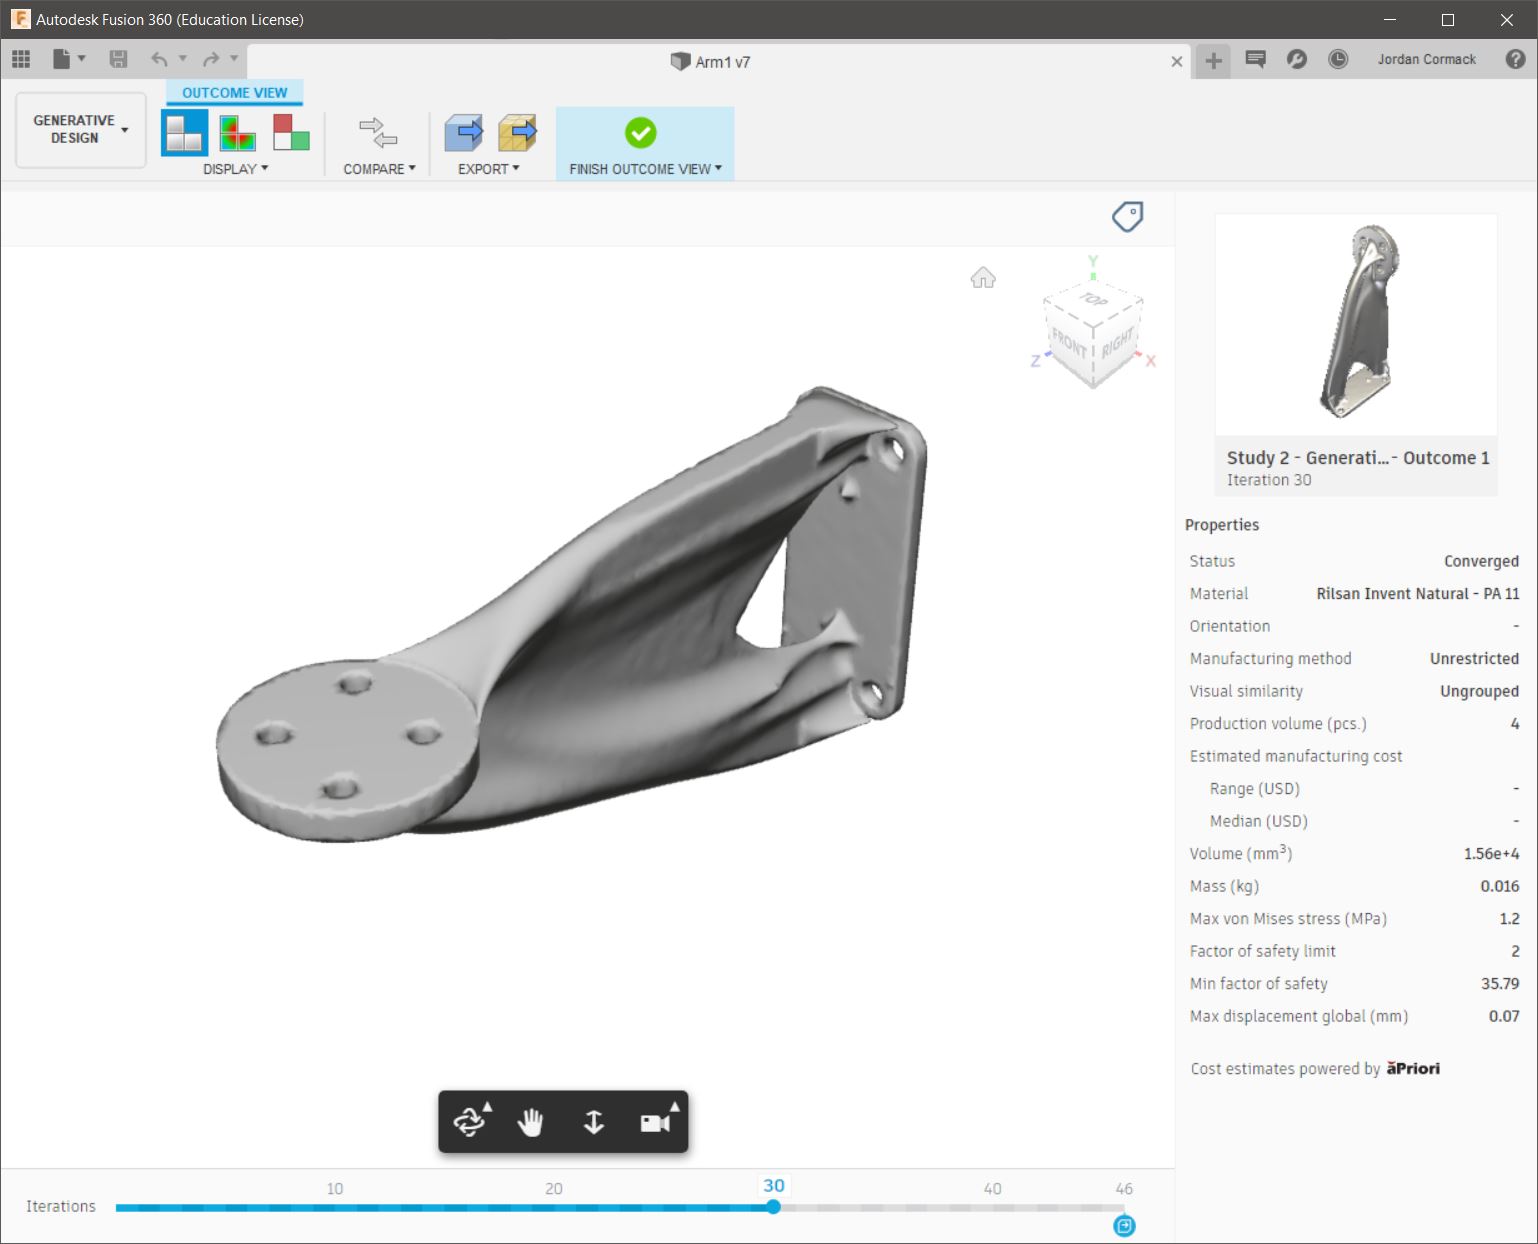 Autodesk Fusion 360 (Education License)
Arm1 v7
Jordan Cormack
GENERATIVE
DESIGN
OUTCOME VIEW
DISPLAY
COMPARE
EXPORT
FINISH OUTCOME VIEW
Y
TOP
FRONT
RIGHT
Z
X
Study 2 - Generati...- Outcome 1
Iteration 30
Properties
Status Converged
Material Rilsan Invent Natural - PA 11
Orientation -
Manufacturing method Unrestricted
Visual similarity Ungrouped
Production volume (pcs.) 4
Estimated manufacturing cost
Range (USD) -
Median (USD) -
Volume (mm³) 1.56e+4
Mass (kg) 0.016
Max von Mises stress (MPa) 1.2
Factor of safety limit 2
Min factor of safety 35.79
Max displacement global (mm) 0.07
Cost estimates powered by āPriori
10 20 30 40 46
Iterations